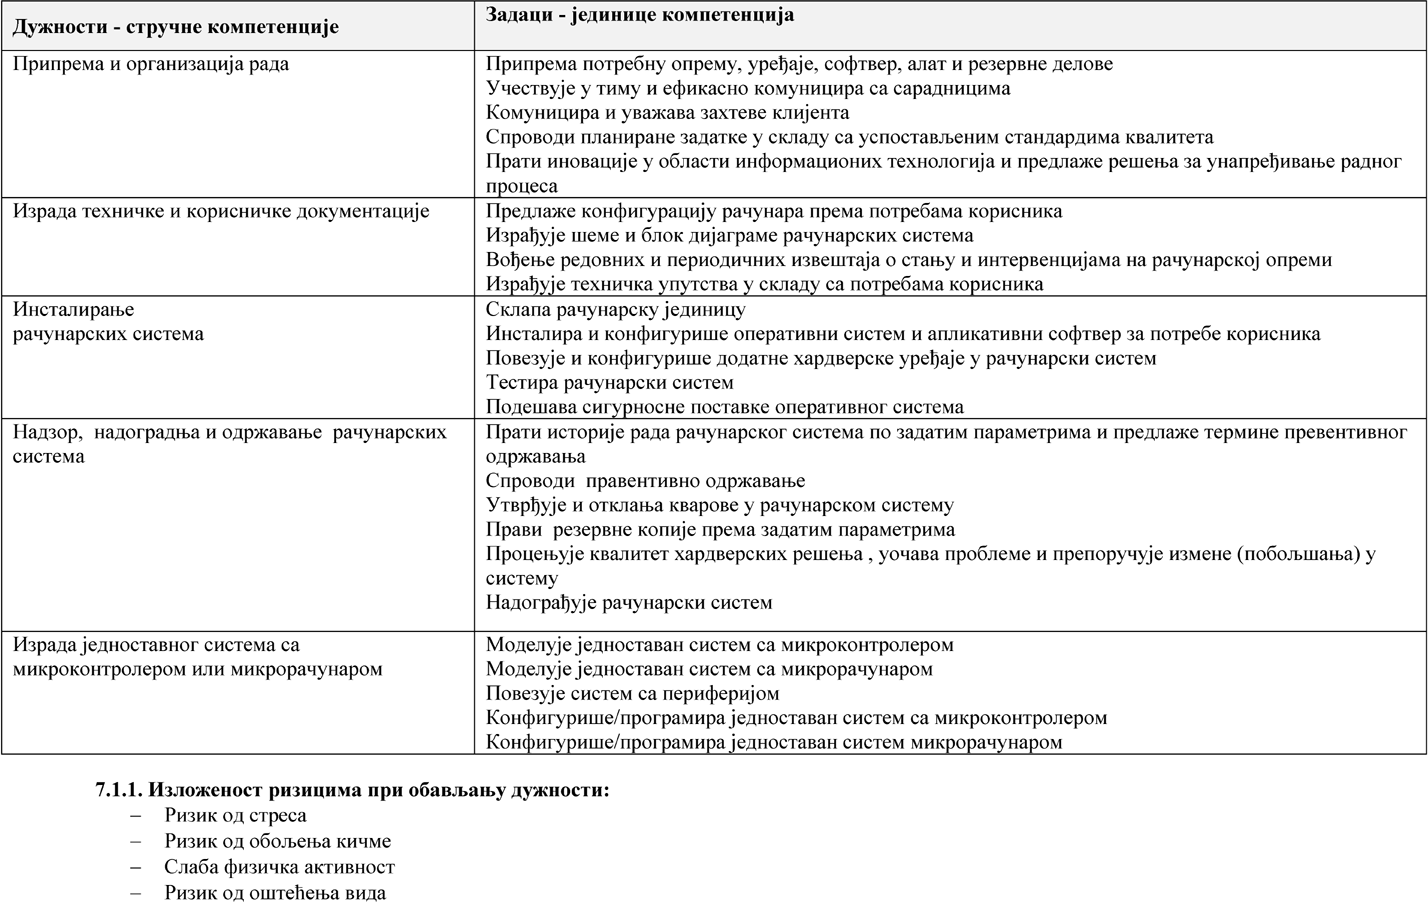 Дужности - стручне компетенције
Задаци - јединице компетенција
Припрема и организација рада
Припрема потребну опрему, уређаје, софтвер, алат и резервне делове
Учествује у тиму и ефикасно комуницира са сарадницима
Комуницира и уважава захтеве клијента
Спроводи планиране задатке у складу са успостављеним стандардима квалитета
Прати иновације у области информационих технологија и предлаже решења за унапређивање радног
процеса
Израда техничке и корисничке документације
Предлаже конфигурацију рачунара према потребама корисника
Израђује шеме и блок дијаграме рачунарских система
Вођење редовних и периодичних извештаја о стању и интервенцијама на рачунарској опреми
Израђује техничка упутства у складу са потребама корисника
Инсталирање
рачунарских система
Склапа рачунарску јединицу
Инсталира и конфигурише оперативни систем и апликативни софтвер за потребе корисника
Повезује и конфигурише додатне хардверске уређаје у рачунарски систем
Тестира рачунарски систем
Подешава сигурносне поставке оперативног система
Надзор,  надоградња и одржавање  рачунарских
система
Прати историје рада рачунарског система по задатим параметрима и предлаже термине превентивног
одржавања
Спроводи  правентивно одржавање
Утврђује и отклања кварове у рачунарском систему
Прави  резервне копије према задатим параметрима
Процењује квалитет хардверских решења , уочава проблеме и препоручује измене (побољшања) у
систему
Надограђује рачунарски систем
Израда једноставног система са
микроконтролером или микрорачунаром
Моделује једноставан систем са микроконтролером
Моделује једноставан систем са микрорачунаром
Повезује систем са периферијом
Конфигурише/програмира једноставан систем са микроконтролером
Конфигурише/програмира једноставан систем микрорачунаром
7.1.1. Изложеност ризицима при обављању дужности:
– Ризик од стреса
– Ризик од обољења кичме
– Слаба физичка активност
– Ризик од оштећења вида